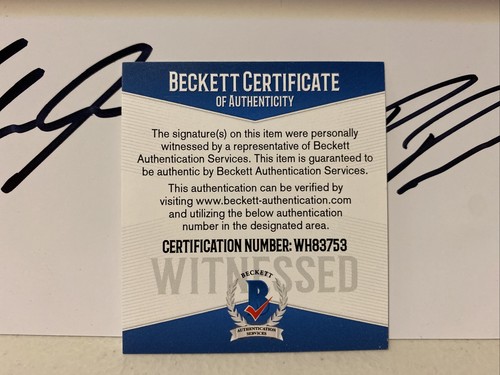 BECKETT CERTIFICATE
OF AUTHENTICITY
The signature(s) on this item were personally
witnessed by a representative of Beckett
Authentication Services. This item is guaranteed to
be authentic by Beckett Authentication Services.
This authentication can be verified by
visiting www.beckett-authentication.com
and utilizing the below authentication
number in the designated area.
CERTIFICATION NUMBER: WH83753
WITNESSED
BECKETT
B
AUTHENTICATION
SERVICES